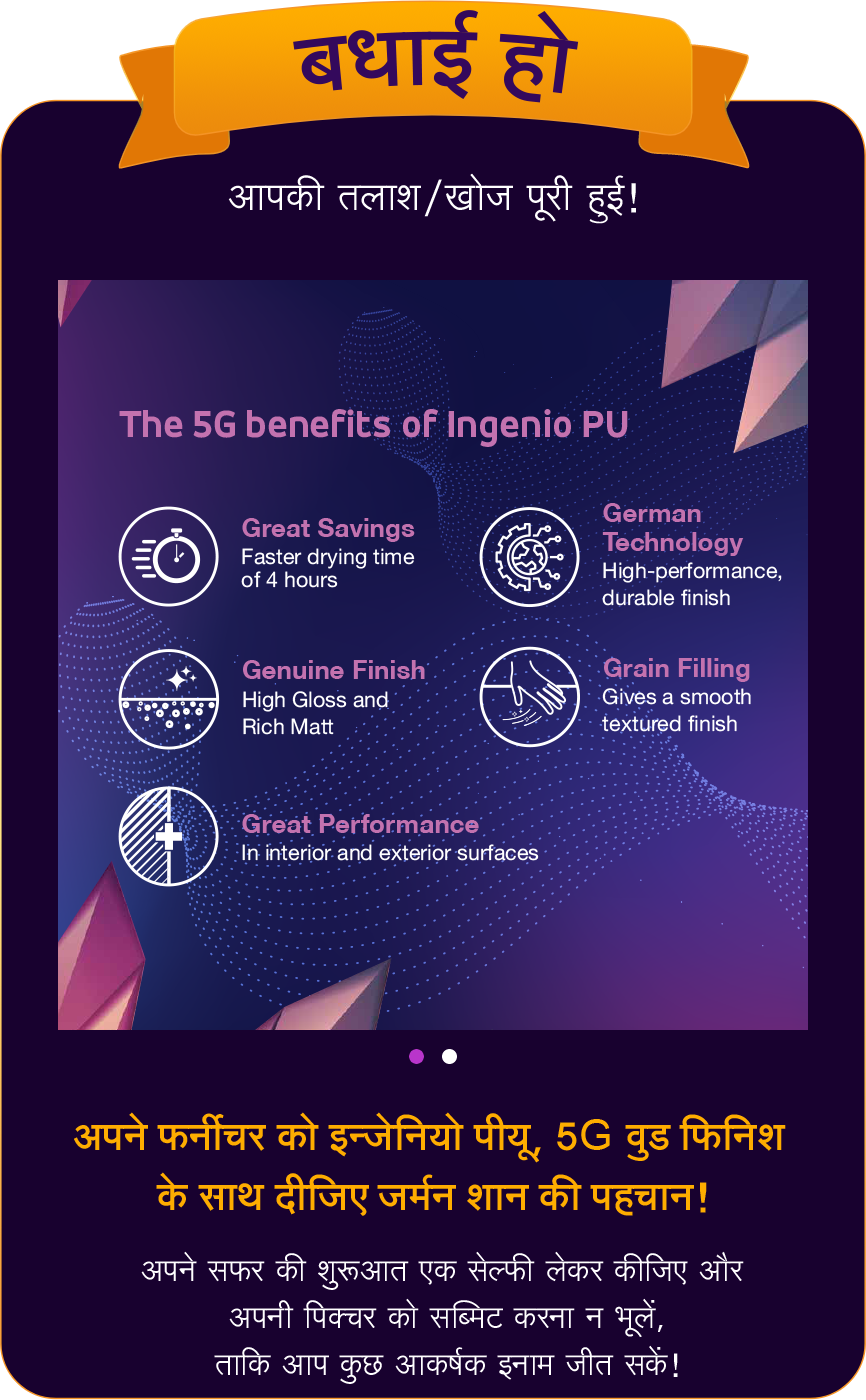 बधाई हो
आपकी तलाश/खोज पूरी हुई!
The 5G benefits of Ingenio PU
Great Savings
Faster drying time
of 4 hours
German
Technology
High-performance,
durable finish
Genuine Finish
High Gloss and
Rich Matt
Grain Filling
Gives a smooth
textured finish
Great Performance
In interior and exterior surfaces
अपने फर्नीचर को इन्जेनियो पीयू, 5G वुड फिनिश
के साथ दीजिए जर्मन शान की पहचान!
अपने सफर की शुरूआत एक सेल्फी लेकर कीजिए और
अपनी पिक्चर को सब्मिट करना न भूलें,
ताकि आप कुछ आकर्षक इनाम जीत सकें!